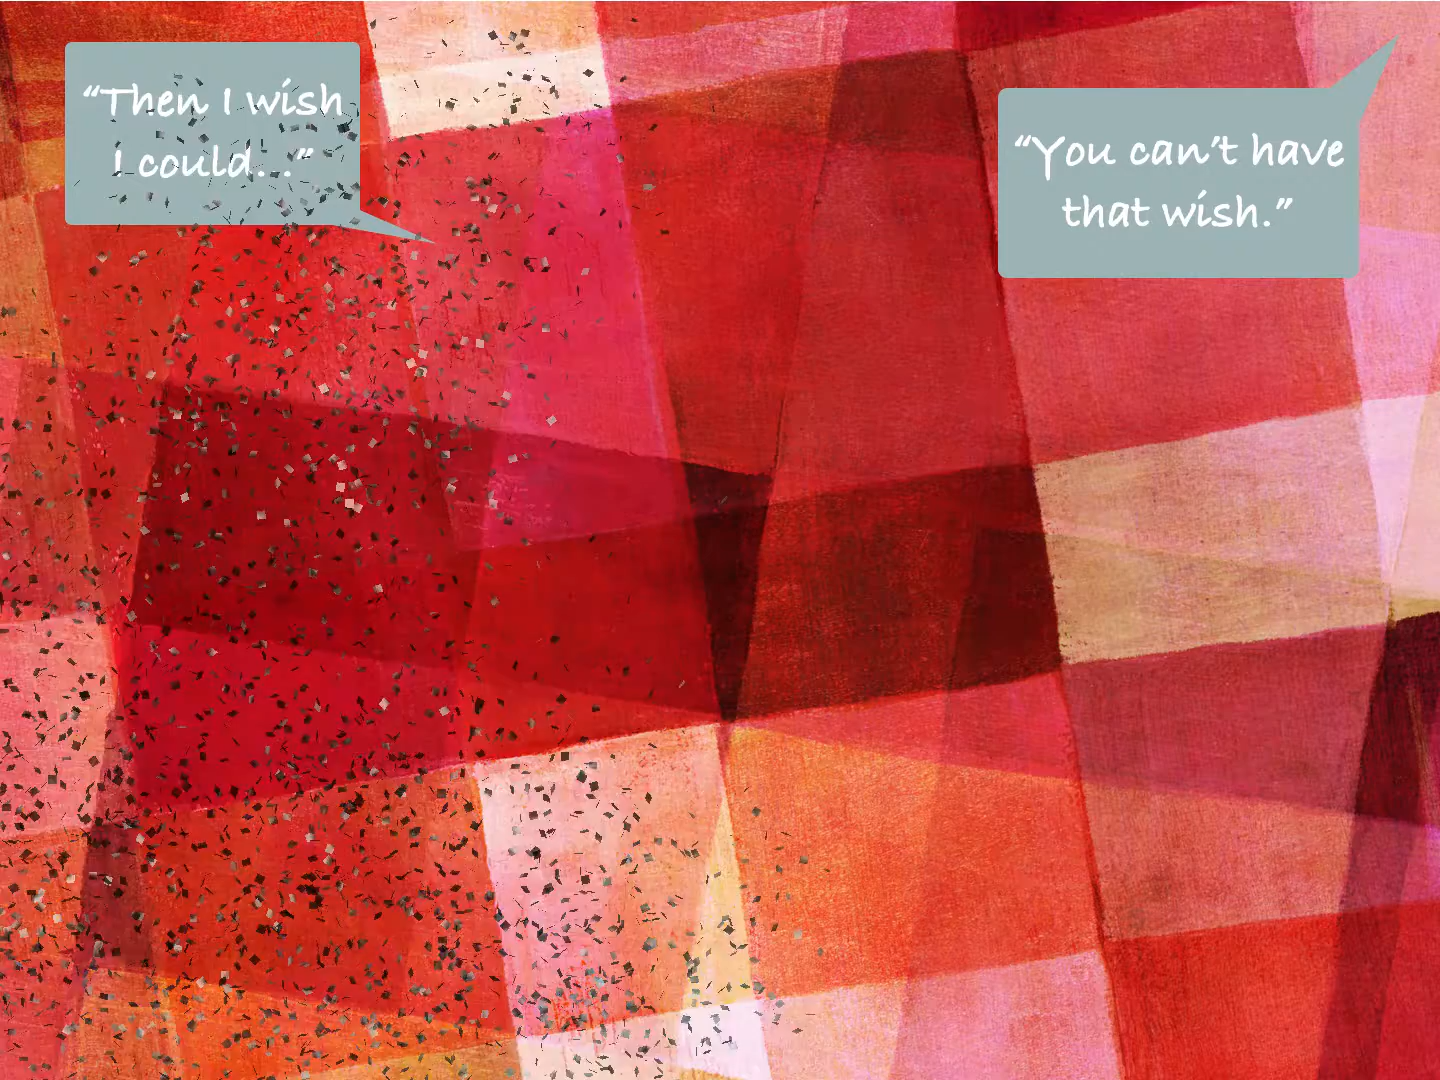 “Then I wish
I could...”
“You can’t have
that wish.”